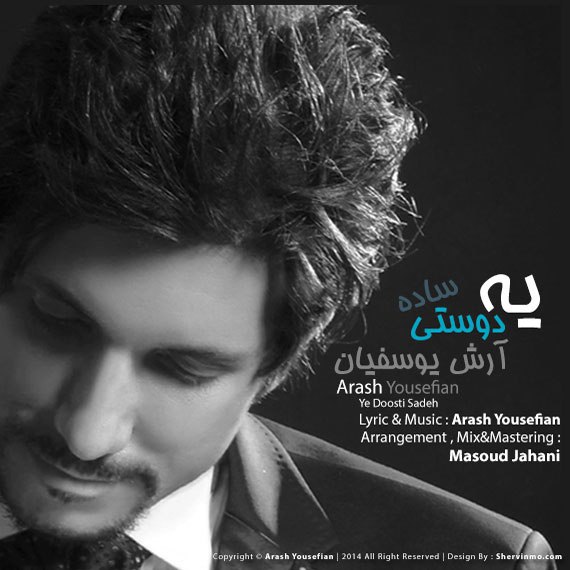 یه
ساده
دوستی
آرش یوسفیان
Arash Yousefian
Ye Doosti Sadeh
Lyric & Music : Arash Yousefian
Arrangement , Mix&Mastering :
Masoud Jahani
Copyright © Arash Yousefian | 2014 All Right Reserved | Design By : Shervinmo.com